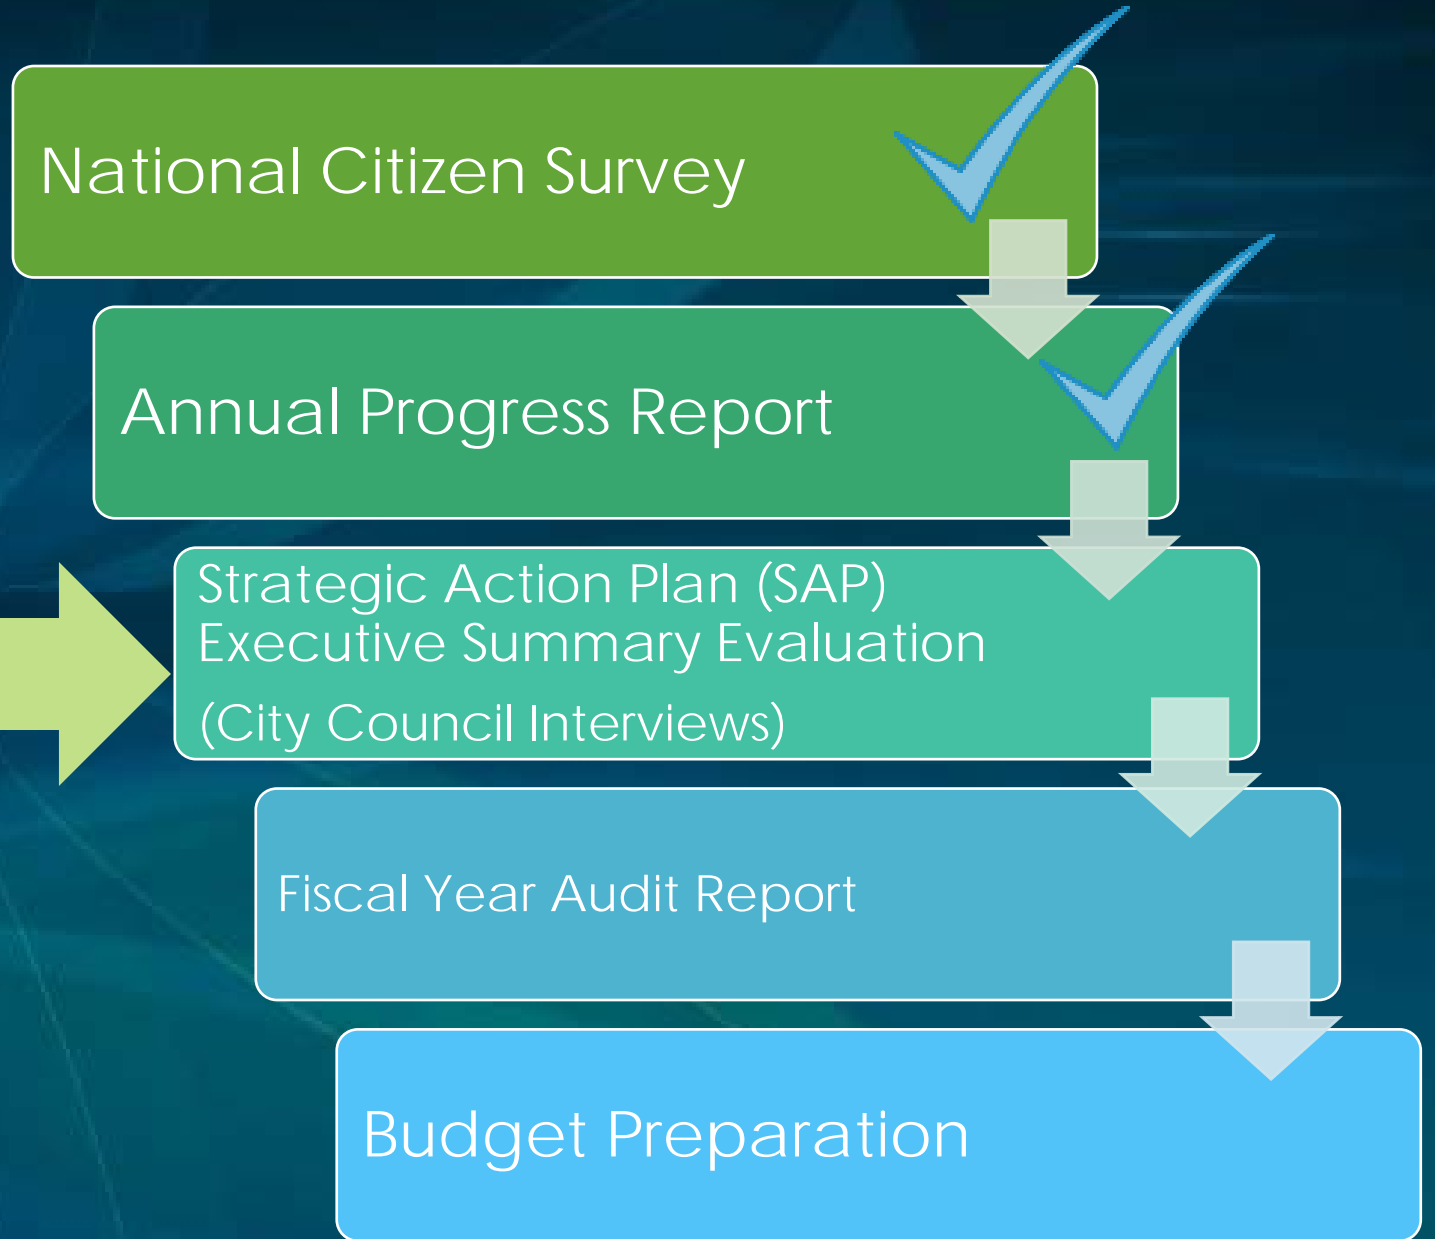 National Citizen Survey
Annual Progress Report
Strategic Action Plan (SAP)
Executive Summary Evaluation
(City Council Interviews)
Fiscal Year Audit Report
Budget Preparation